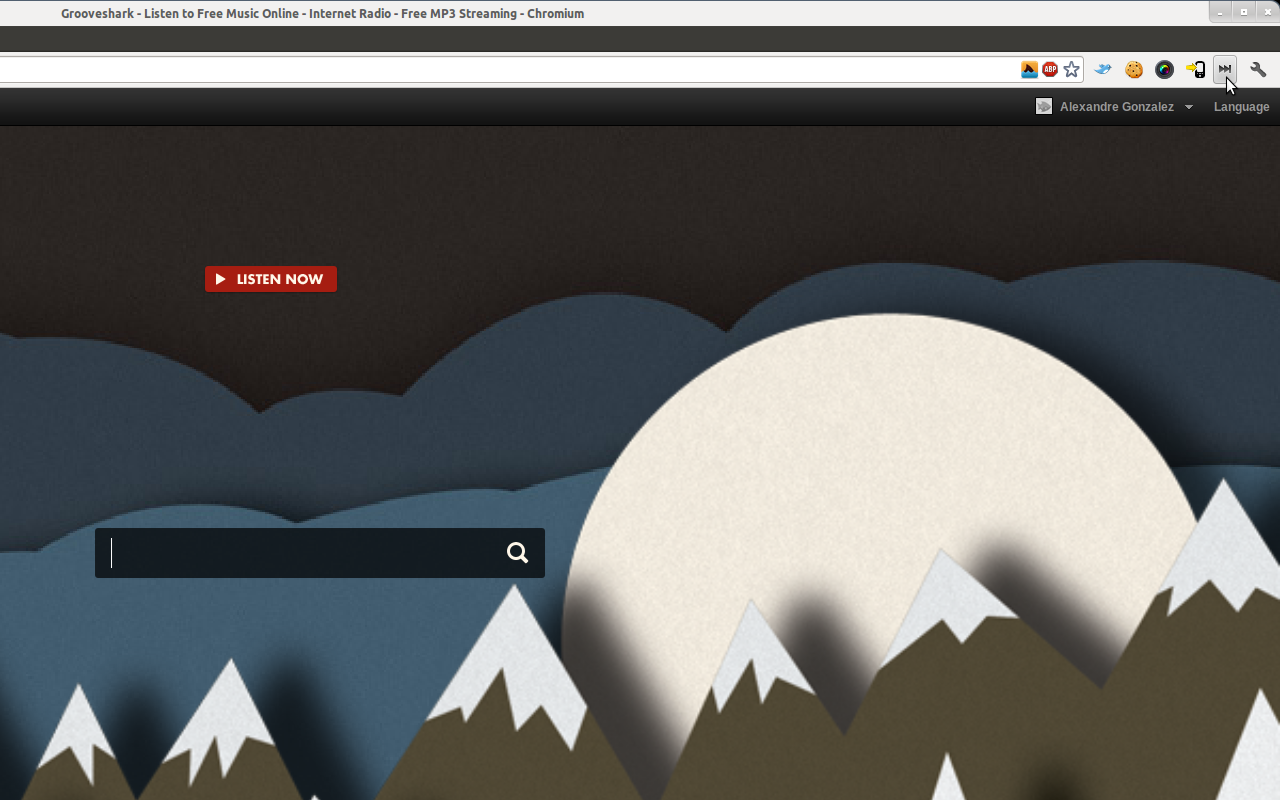 Grooveshark - Listen to Free Music Online - Internet Radio - Free MP3 Streaming - Chromium
ABP
Alexandre Gonzalez
Language
LISTEN NOW